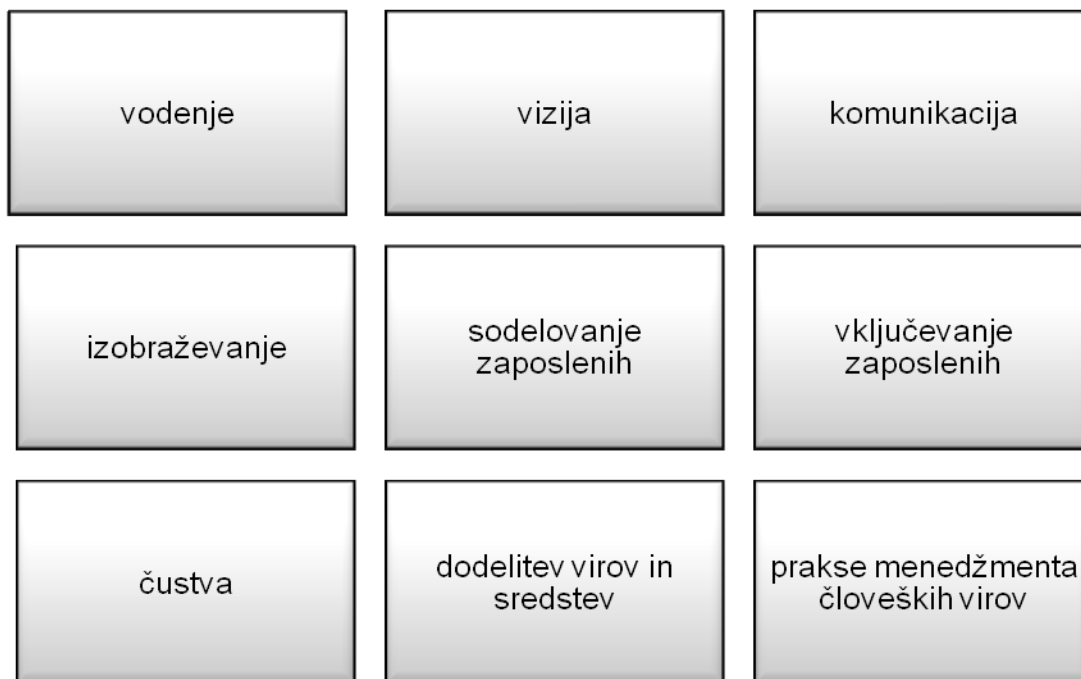 vodenje
vizija
komunikacija
izobraževanje
sodelovanje
zaposlenih
vključevanje
zaposlenih
čustva
dodelitev virov in
sredstev
prakse menedžmenta
človeških virov